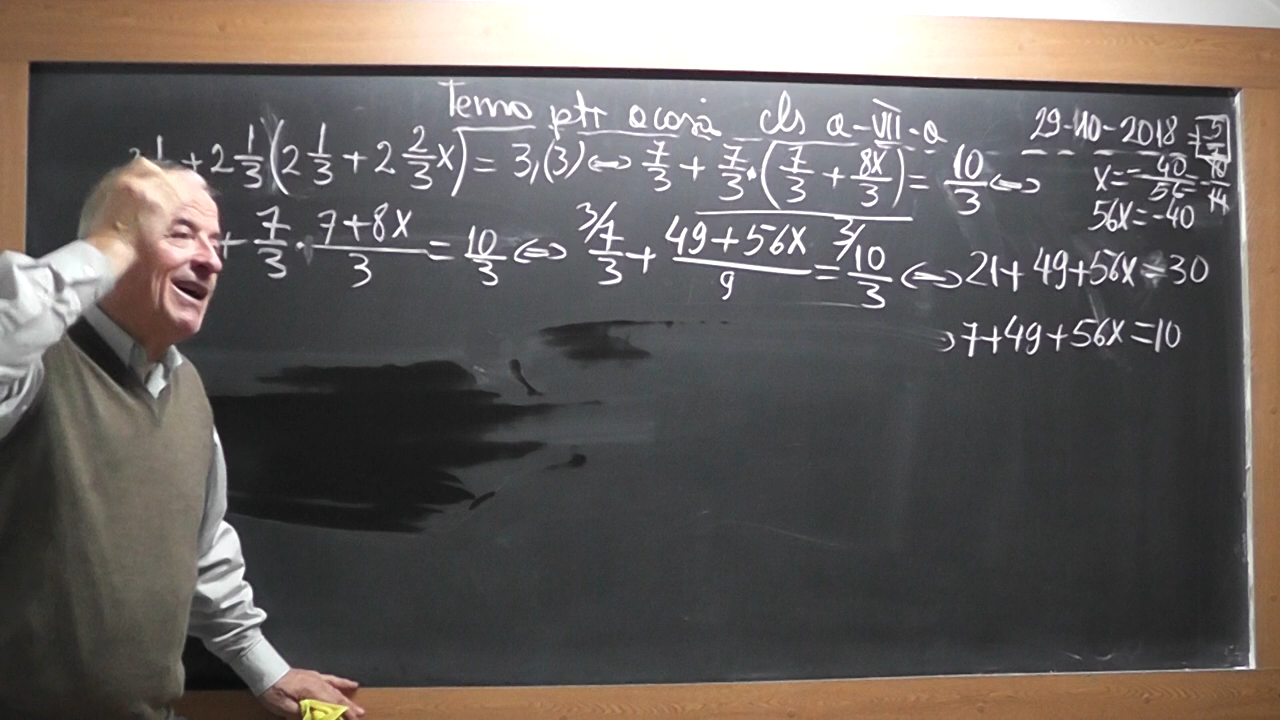 Temă ptr acasă cls a-VII-a 29-10-2018
+ 2 1/3 (2 1/3 + 2 2/3 x) = 3,(3) ⇔ 7/3 + 7/3 · (7/3 + 8x/3) = 10/3 ⇔
+ 7/3 · (7+8x)/3 = 10/3 ⇔ 3/ 7/3 + (49+56x)/9 = 3/ 10/3 ⇔ 21+49+56x=30
⇒ 7+49+56x=10
56x=-40
x=-40/56